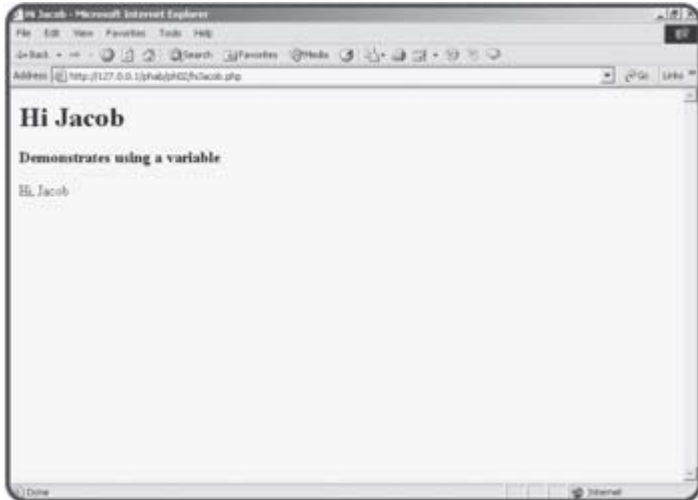 Hi Jacob - Microsoft Internet Explorer
File Edit View Favorites Tools Help
Back Search Favorites Media
Address http://127.0.0.1/phab/ph02/hiJacob.php Go Links
Hi Jacob
Demonstrates using a variable
Hi, Jacob
Done Internet